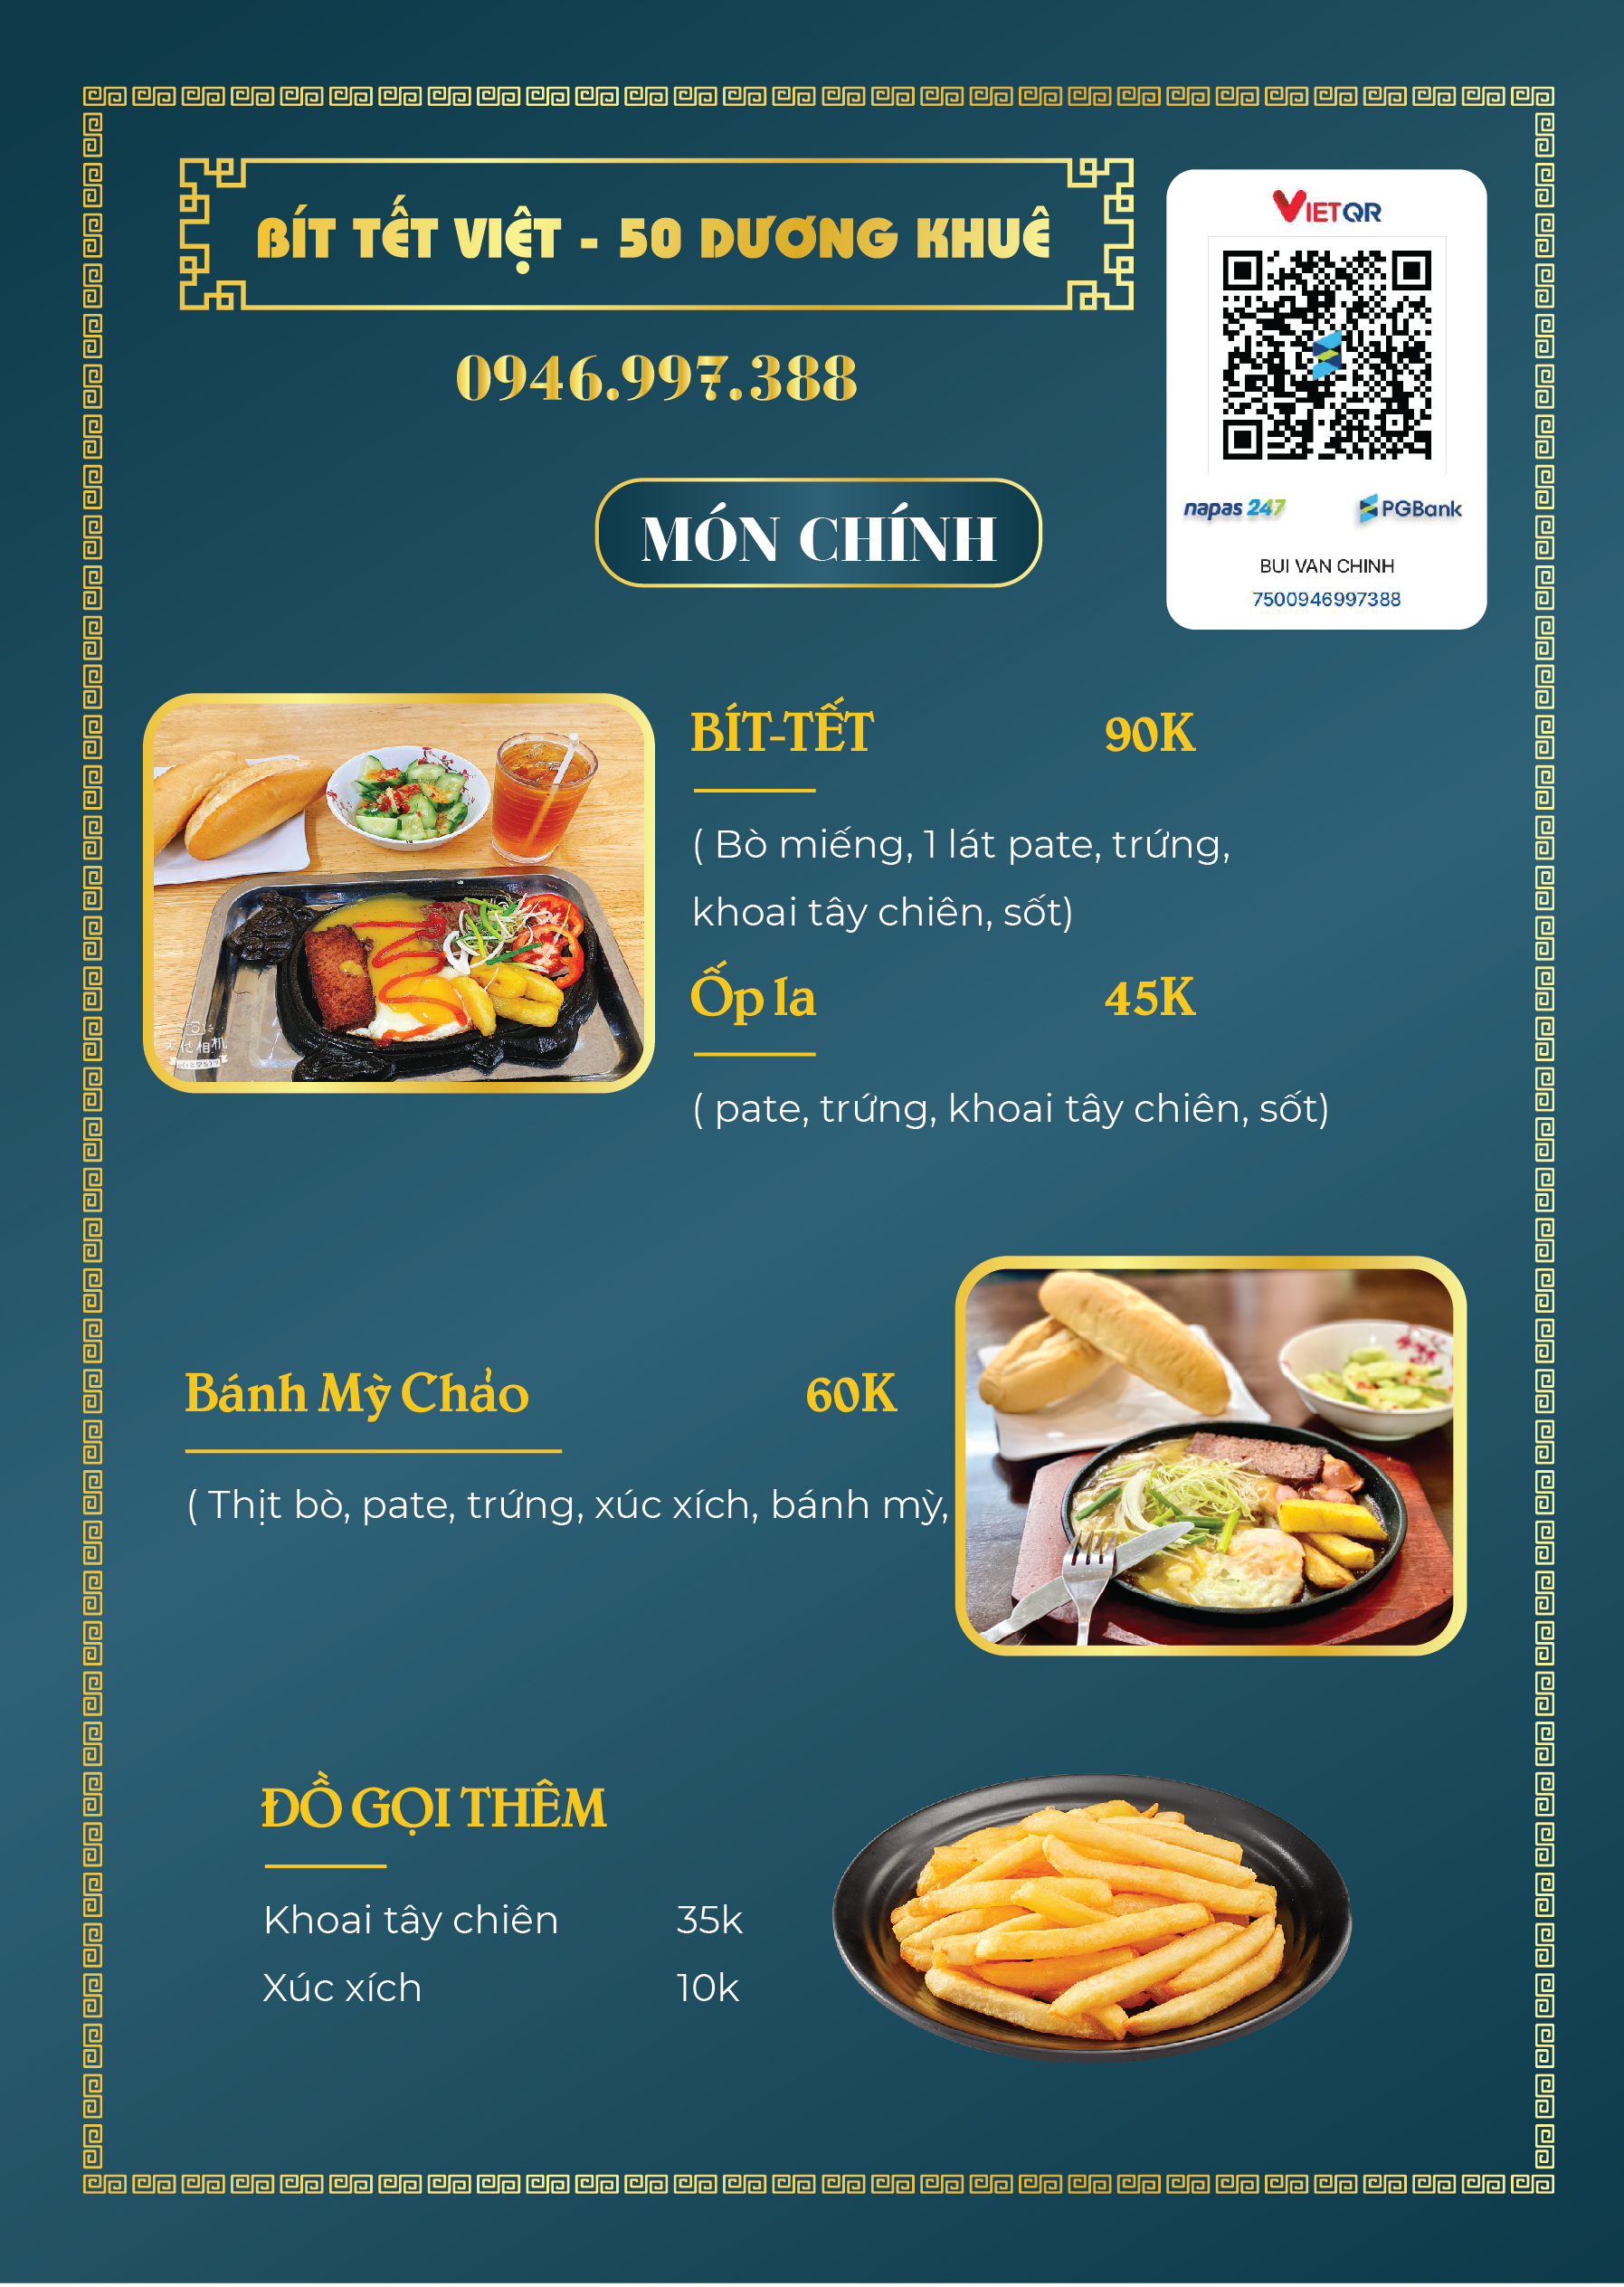 BÍT TẾT VIỆT - 50 DƯƠNG KHUÊ
0946.997.388
VIETQR
napas 247
PGBank
BUI VAN CHINH
7500946997388
MÓN CHÍNH
BÍT-TẾT 90K
( Bò miếng, 1 lát pate, trứng,
khoai tây chiên, sốt)
Ốp la 45K
( pate, trứng, khoai tây chiên, sốt)
Bánh Mỳ Chảo 60K
( Thịt bò, pate, trứng, xúc xích, bánh mỳ,
ĐỒ GỌI THÊM
Khoai tây chiên 35k
Xúc xích 10k